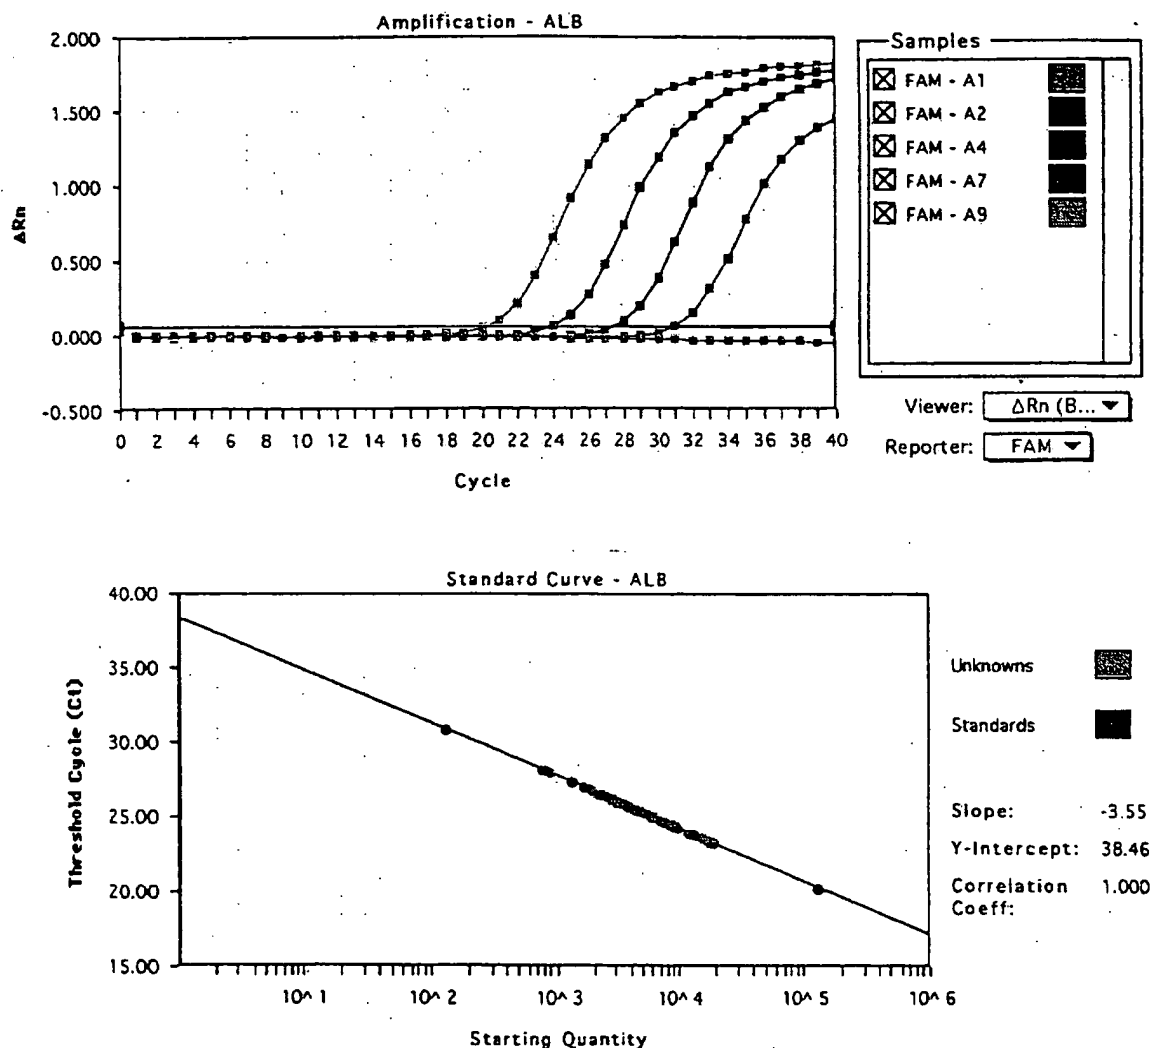 Amplification - ALB
2.000
1.500
1.000
0.500
0.000
-0.500
ΔRn
0 2 4 6 8 10 12 14 16 18 20 22 24 26 28 30 32 34 36 38 40
Cycle
Samples
FAM - A1
FAM - A2
FAM - A4
FAM - A7
FAM - A9
Viewer: ΔRn (B...
Reporter: FAM
Standard Curve - ALB
40.00
35.00
30.00
25.00
20.00
15.00
Threshold Cycle (Ct)
10^1 10^2 10^3 10^4 10^5 10^6
Starting Quantity
Unknowns
Standards
Slope: -3.55
Y-Intercept: 38.46
Correlation 1.000
Coeff: